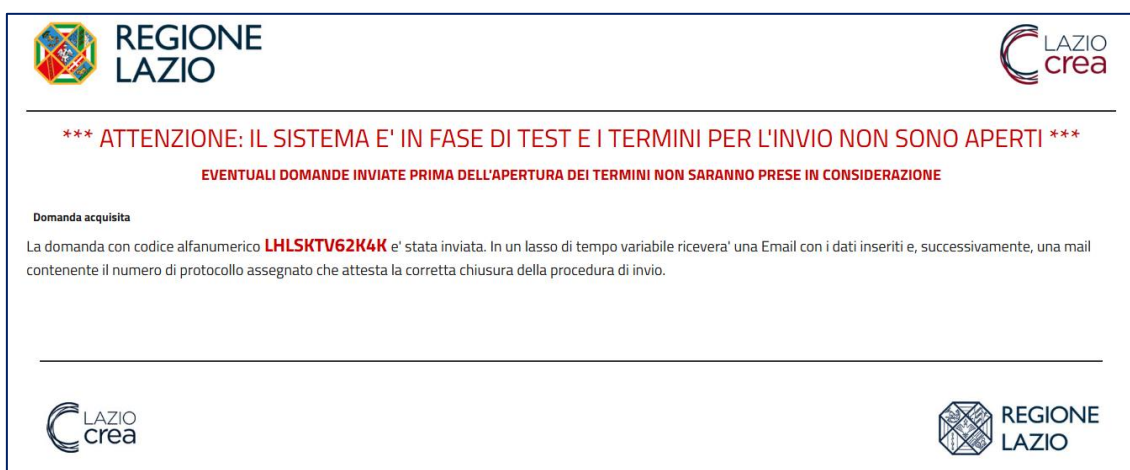 REGIONE
LAZIO
LAZIO
crea
*** ATTENZIONE: IL SISTEMA E' IN FASE DI TEST E I TERMINI PER L'INVIO NON SONO APERTI ***
EVENTUALI DOMANDE INVIATE PRIMA DELL'APERTURA DEI TERMINI NON SARANNO PRESE IN CONSIDERAZIONE
Domanda acquisita
La domanda con codice alfanumerico LHLSKTV62K4K e' stata inviata. In un lasso di tempo variabile ricevera' una Email con i dati inseriti e, successivamente, una mail
contenente il numero di protocollo assegnato che attesta la corretta chiusura della procedura di invio.
LAZIO
crea
REGIONE
LAZIO